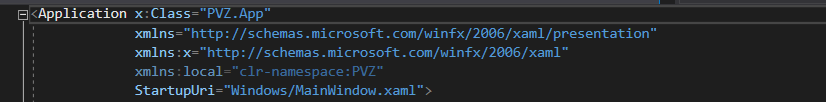 <Application x:Class="PVZ.App"
xmlns="http://schemas.microsoft.com/winfx/2006/xaml/presentation"
xmlns:x="http://schemas.microsoft.com/winfx/2006/xaml"
xmlns:local="clr-namespace:PVZ"
StartupUri="Windows/MainWindow.xaml">